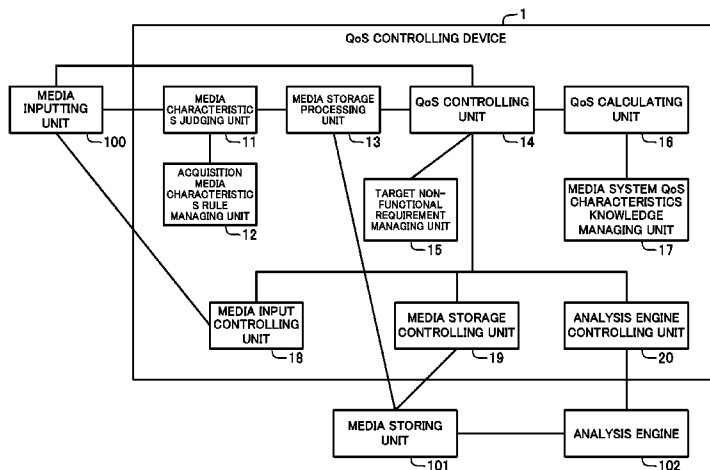 1
QoS CONTROLLING DEVICE
MEDIA
INPUTTING
UNIT
100
MEDIA
CHARACTERISTIC
S JUDGING UNIT
11
MEDIA STORAGE
PROCESSING
UNIT
13
QoS CONTROLLING
UNIT
14
QoS CALCULATING
UNIT
16
ACQUISITION
MEDIA
CHARACTERISTIC
S RULE
MANAGING UNIT
12
TARGET NON-
FUNCTIONAL
REQUIREMENT
MANAGING UNIT
15
MEDIA SYSTEM QoS
CHARACTERISTICS
KNOWLEDGE
MANAGING UNIT
17
MEDIA INPUT
CONTROLLING
UNIT
18
MEDIA STORAGE
CONTROLLING UNIT
19
ANALYSIS ENGINE
CONTROLLING UNIT
20
MEDIA STORING
UNIT
101
ANALYSIS ENGINE
102